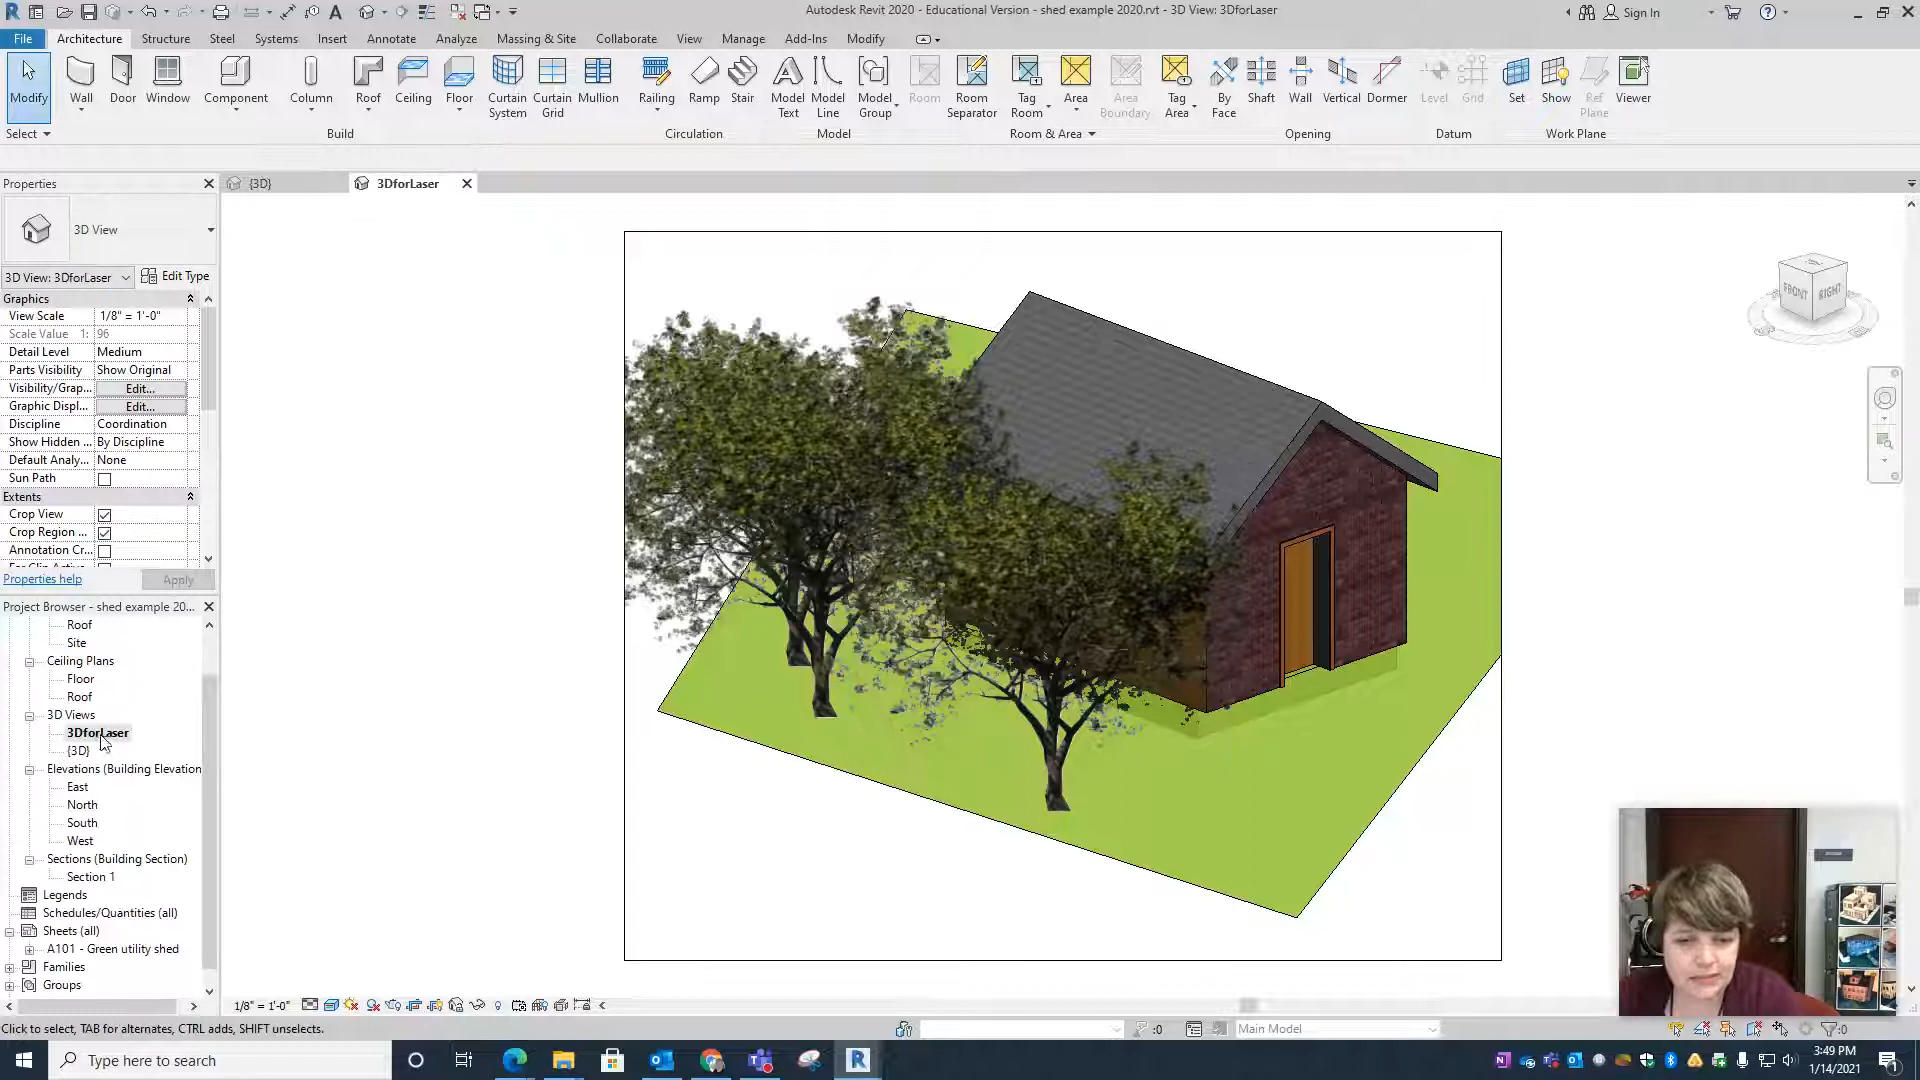 Autodesk Revit 2020 - Educational Version - shed example 2020.rvt - 3D View: 3DforLaser
Sign In
File Architecture Structure Steel Systems Insert Annotate Analyze Massing & Site Collaborate View Manage Add-Ins Modify
Modify Wall Door Window Component Column Roof Ceiling Floor Curtain System Curtain Grid Mullion Railing Ramp Stair Model Text Model Line Model Group Room Room Separator Tag Room Area Area Boundary Tag Area By Face Shaft Wall Vertical Dormer Level Grid Set Show Ref Plane Viewer
Select Build Circulation Model Room & Area Opening Datum Work Plane
Properties
{3D} 3DforLaser
3D View
3D View: 3DforLaser Edit Type
Graphics
View Scale 1/8" = 1'-0"
Scale Value 1: 96
Detail Level Medium
Parts Visibility Show Original
Visibility/Grap... Edit...
Graphic Displ... Edit...
Discipline Coordination
Show Hidden ... By Discipline
Default Analy... None
Sun Path
Extents
Crop View
Crop Region ...
Annotation Cr...
Properties help Apply
Project Browser - shed example 20...
Roof
Site
Ceiling Plans
Floor
Roof
3D Views
3DforLaser
{3D}
Elevations (Building Elevation
East
North
South
West
Sections (Building Section)
Section 1
Legends
Schedules/Quantities (all)
Sheets (all)
A101 - Green utility shed
Families
Groups
FRONT RIGHT
1/8" = 1'-0"
Click to select, TAB for alternates, CTRL adds, SHIFT unselects.
:0 Main Model :0
Type here to search
3:49 PM
1/14/2021